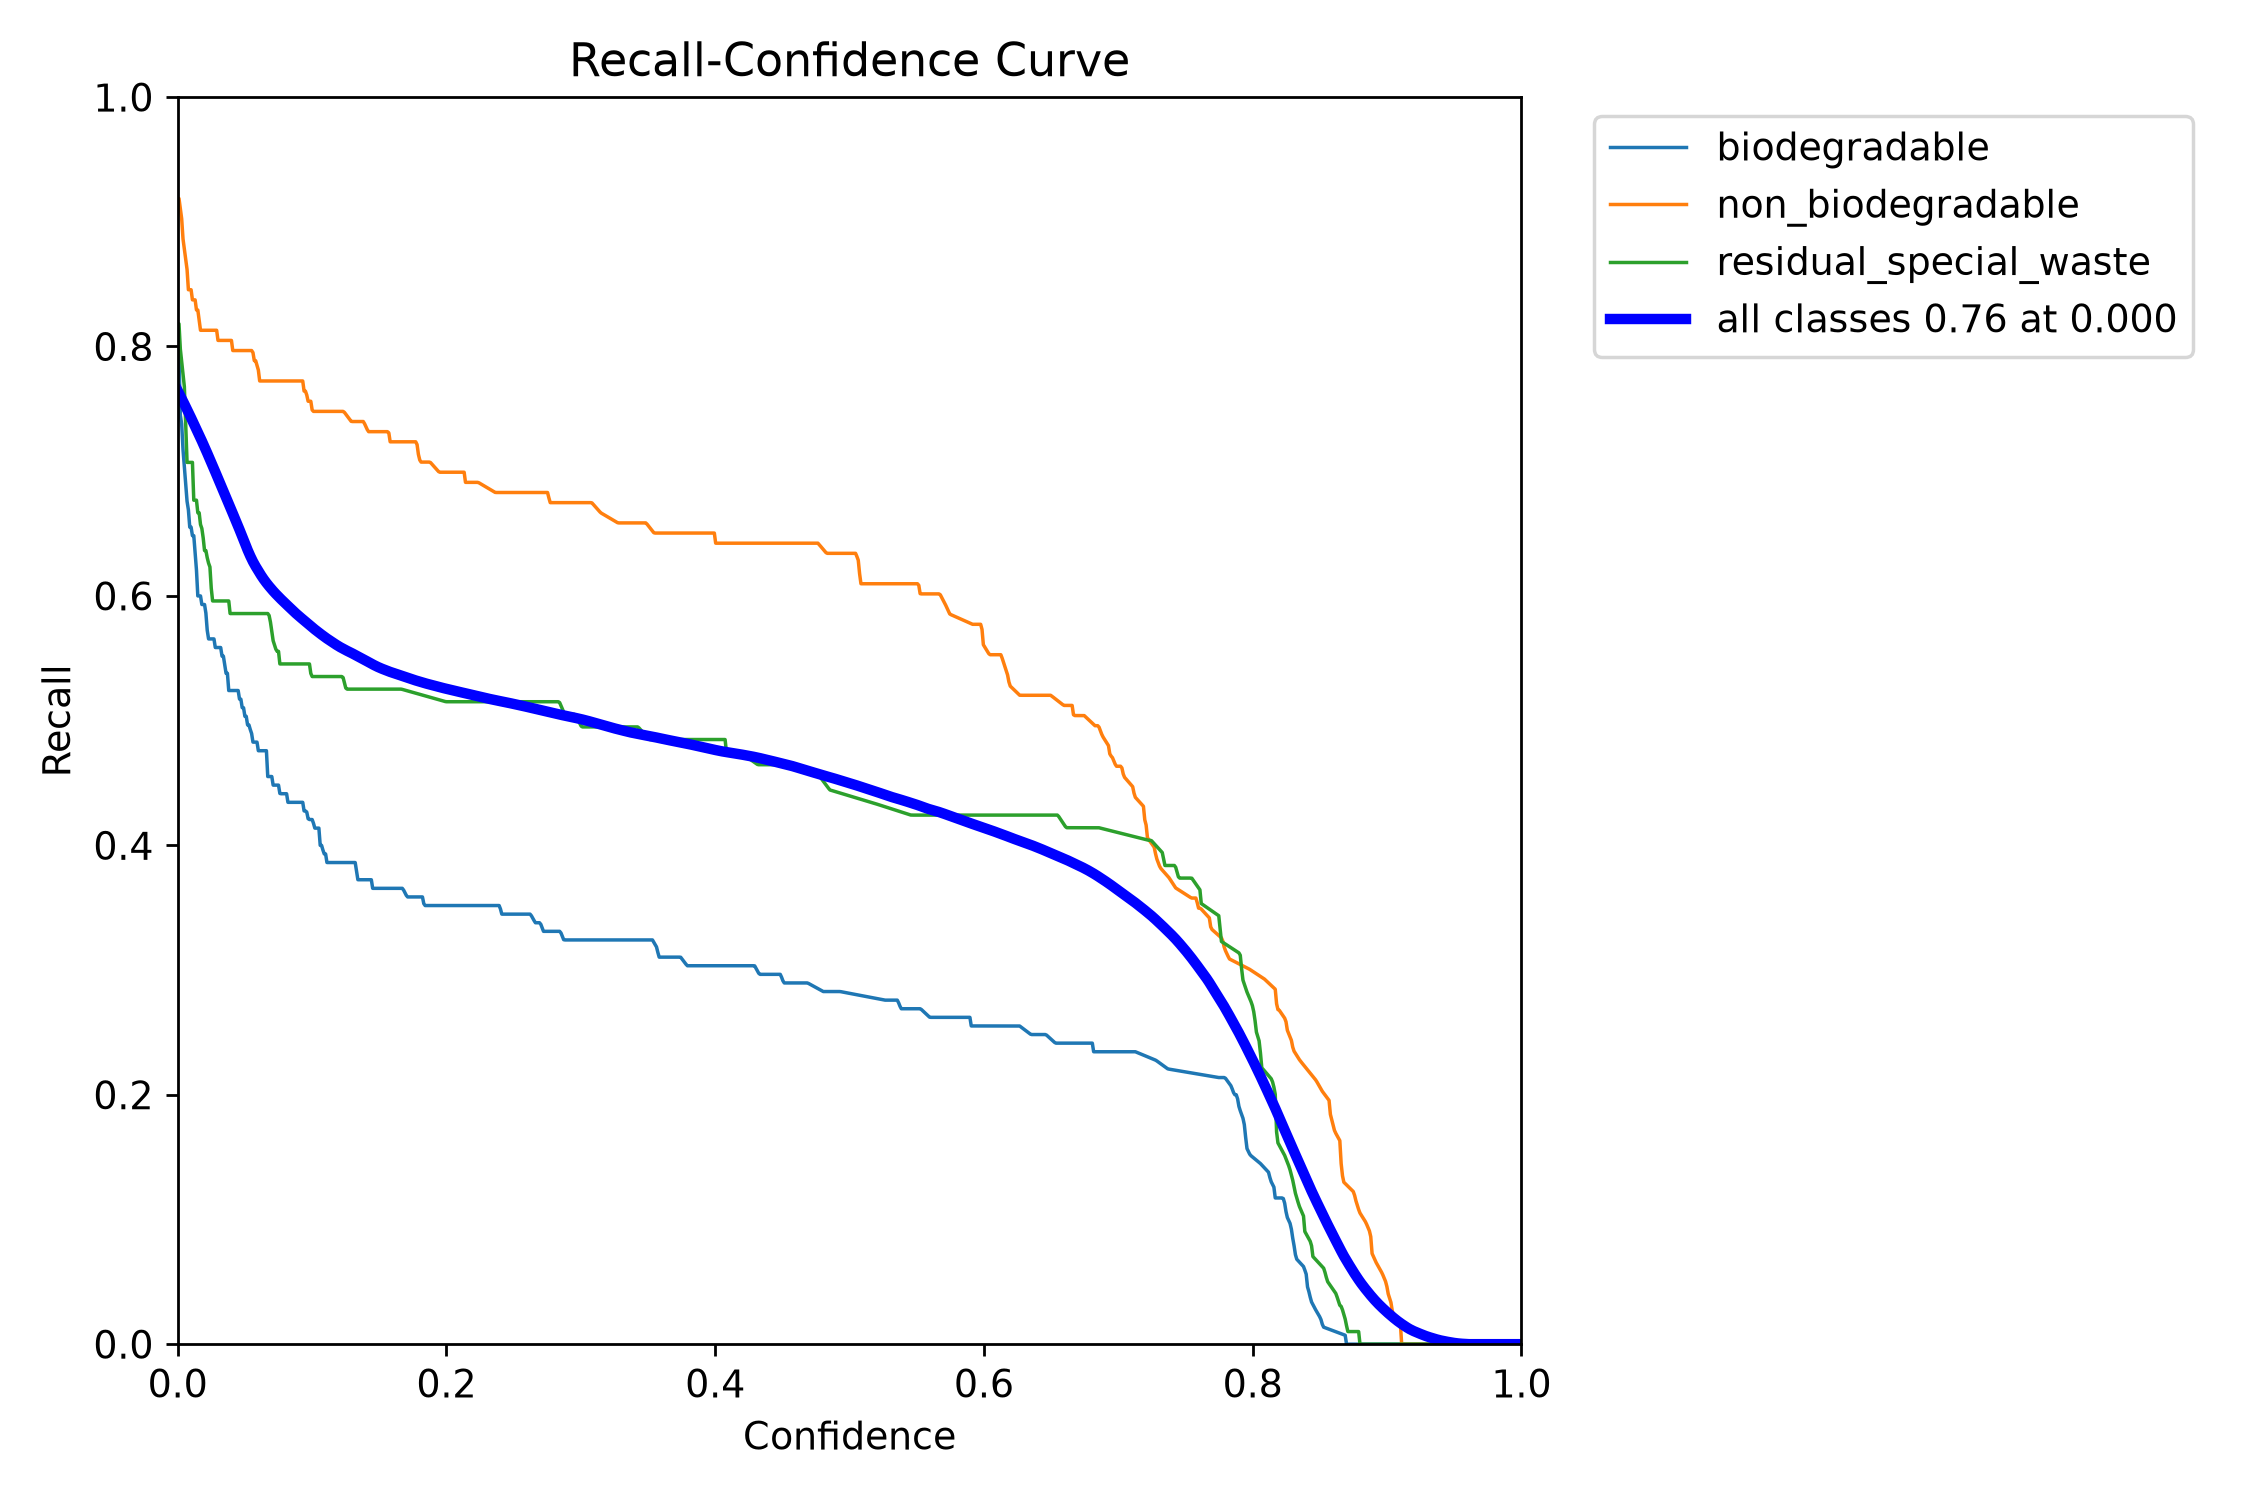 Recall-Confidence Curve
1.0
0.8
0.6
0.4
0.2
0.0
Recall
0.0 0.2 0.4 0.6 0.8 1.0
Confidence
biodegradable
non_biodegradable
residual_special_waste
all classes 0.76 at 0.000